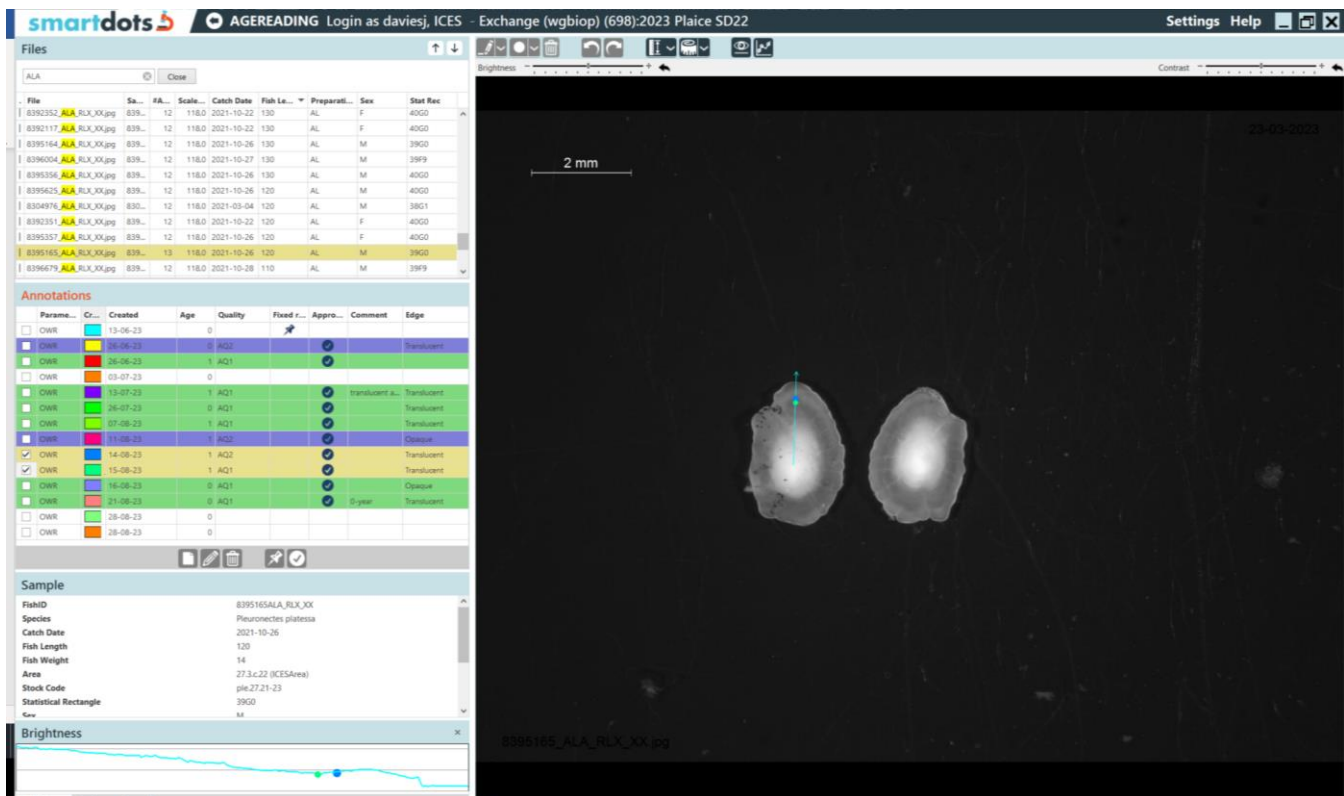 smartdots AGEREADING Login as daviesj, ICES - Exchange (wgbiop) (698):2023 Plaice SD22 Settings Help
Files
ALA Close
Brightness - + Contrast - +
. File Sa... #A... Scale... Catch Date Fish Le... Preparati... Sex Stat Rec
8392352_ALA_RLX_XX.jpg 839... 12 118.0 2021-10-22 130 AL F 40G0
8392117_ALA_RLX_XX.jpg 839... 12 118.0 2021-10-22 130 AL F 40G0
8395164_ALA_RLX_XX.jpg 839... 12 118.0 2021-10-26 130 AL M 39G0
8396004_ALA_RLX_XX.jpg 839... 12 118.0 2021-10-27 130 AL M 39F9
8395356_ALA_RLX_XX.jpg 839... 12 118.0 2021-10-26 130 AL M 40G0
8395625_ALA_RLX_XX.jpg 839... 12 118.0 2021-10-26 120 AL M 40G0
8304976_ALA_RLX_XX.jpg 830... 12 118.0 2021-03-04 120 AL M 38G1
8392351_ALA_RLX_XX.jpg 839... 12 118.0 2021-10-22 120 AL F 40G0
8395357_ALA_RLX_XX.jpg 839... 12 118.0 2021-10-26 120 AL F 40G0
8395165_ALA_RLX_XX.jpg 839... 13 118.0 2021-10-26 120 AL M 39G0
8396679_ALA_RLX_XX.jpg 839... 12 118.0 2021-10-28 110 AL M 39F9
23-03-2023
2 mm
Annotations
Parame... Cr... Created Age Quality Fixed r... Appro... Comment Edge
OWR 13-06-23 0
OWR 26-06-23 0 AQ2 Translucent
OWR 26-06-23 1 AQ1
OWR 03-07-23 0
OWR 13-07-23 1 AQ1 translucent a... Translucent
OWR 26-07-23 0 AQ1 Translucent
OWR 07-08-23 1 AQ1 Translucent
OWR 11-08-23 1 AQ2 Opaque
OWR 14-08-23 1 AQ2 Translucent
OWR 15-08-23 1 AQ1 Translucent
OWR 16-08-23 0 AQ1 Opaque
OWR 21-08-23 0 AQ1 0-year Translucent
OWR 28-08-23 0
OWR 28-08-23 0
Sample
FishID 8395165ALA_RLX_XX
Species Pleuronectes platessa
Catch Date 2021-10-26
Fish Length 120
Fish Weight 14
Area 27.3.c.22 (ICESArea)
Stock Code ple.27.21-23
Statistical Rectangle 39G0
Sex M
Brightness ×
8395165_ALA_RLX_XX.jpg